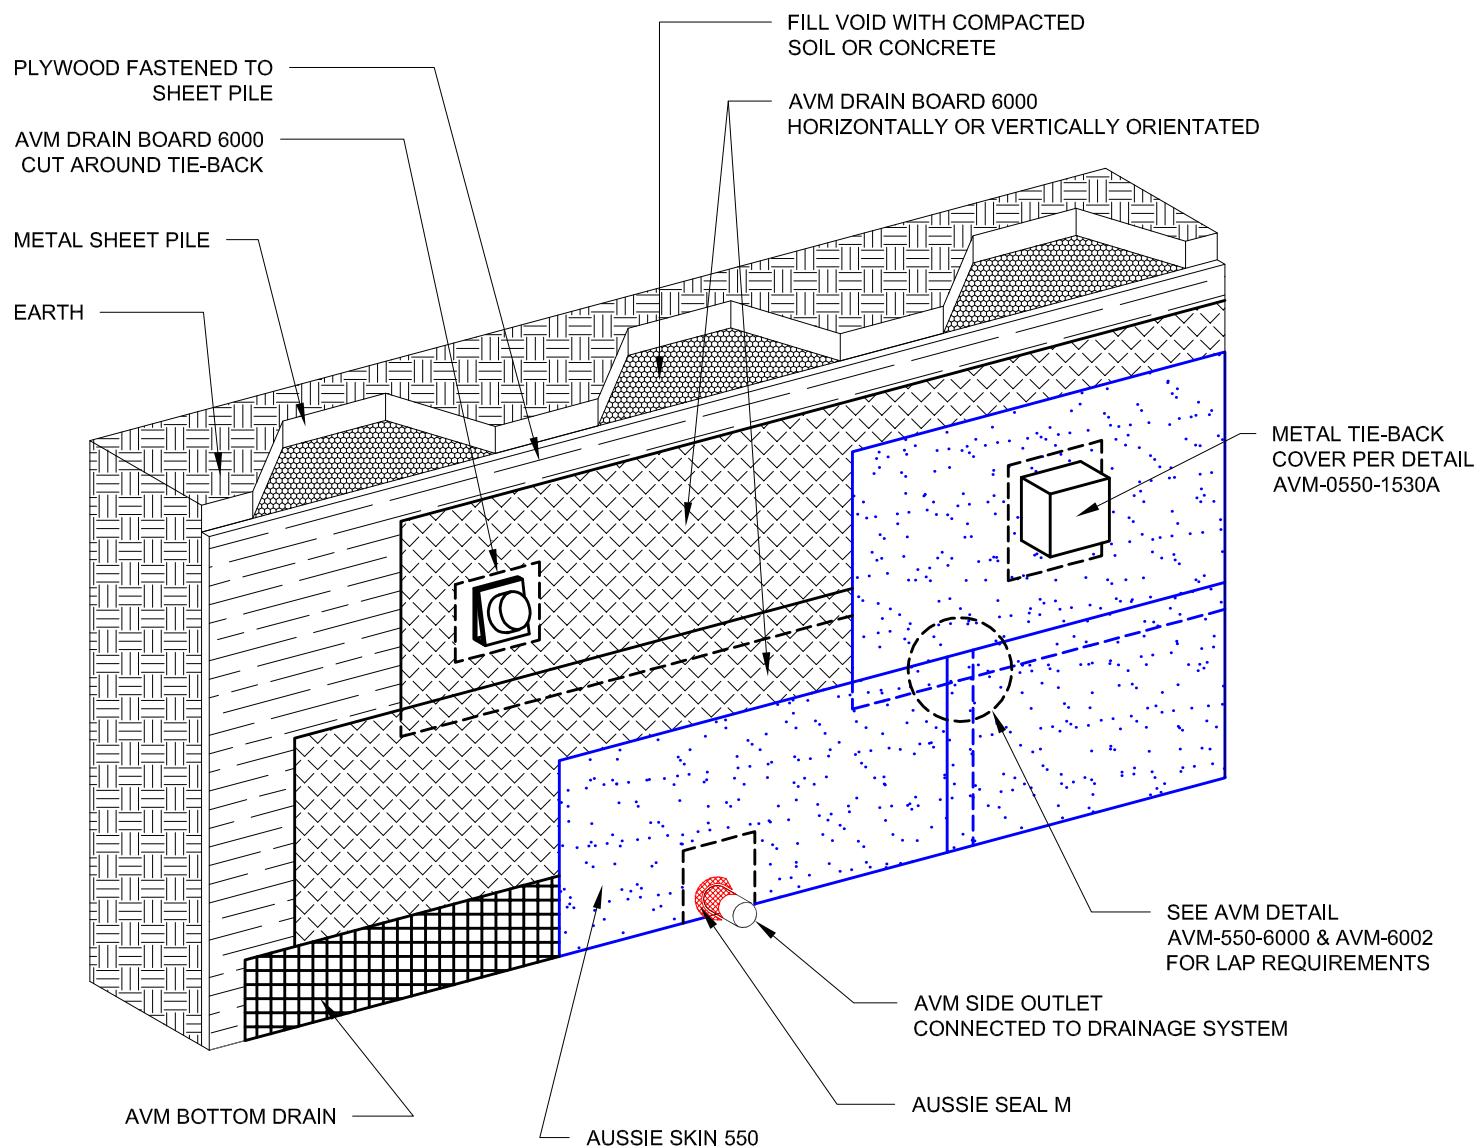 FILL VOID WITH COMPACTED
SOIL OR CONCRETE
PLYWOOD FASTENED TO
SHEET PILE
AVM DRAIN BOARD 6000
HORIZONTALLY OR VERTICALLY ORIENTATED
AVM DRAIN BOARD 6000
CUT AROUND TIE-BACK
METAL SHEET PILE
EARTH
METAL TIE-BACK
COVER PER DETAIL
AVM-0550-1530A
SEE AVM DETAIL
AVM-550-6000 & AVM-6002
FOR LAP REQUIREMENTS
AVM SIDE OUTLET
CONNECTED TO DRAINAGE SYSTEM
AUSSIE SEAL M
AVM BOTTOM DRAIN
AUSSIE SKIN 550